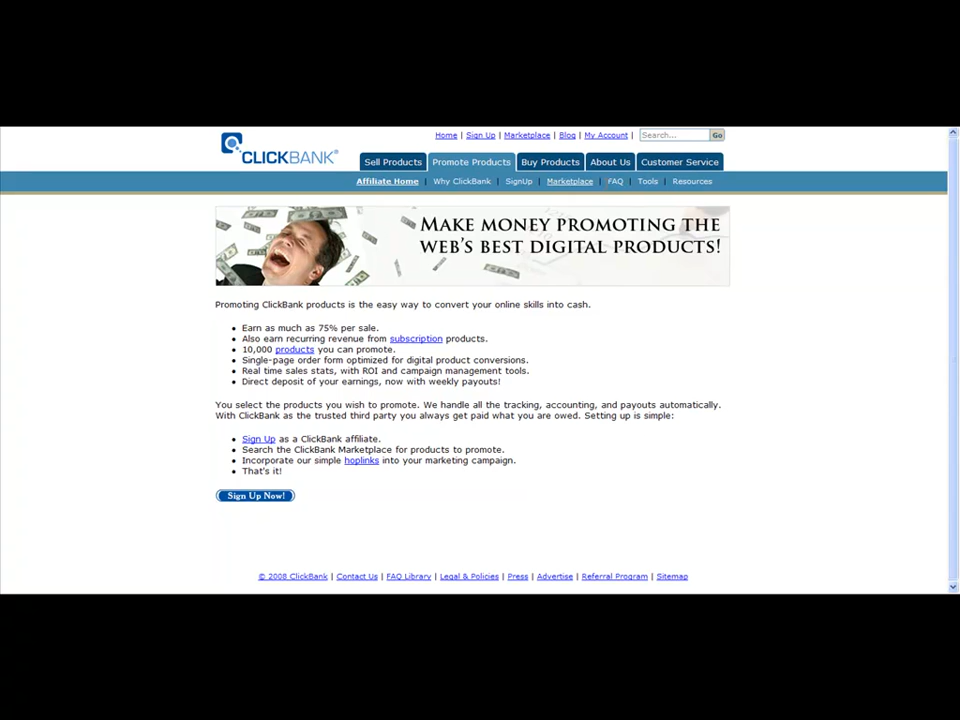 Home | Sign Up | Marketplace | Blog | My Account | Search... Go
CLICKBANK®
Sell Products Promote Products Buy Products About Us Customer Service
Affiliate Home | Why ClickBank | SignUp | Marketplace | FAQ | Tools | Resources
MAKE MONEY PROMOTING THE
WEB'S BEST DIGITAL PRODUCTS!
Promoting ClickBank products is the easy way to convert your online skills into cash.
• Earn as much as 75% per sale.
• Also earn recurring revenue from subscription products.
• 10,000 products you can promote.
• Single-page order form optimized for digital product conversions.
• Real time sales stats, with ROI and campaign management tools.
• Direct deposit of your earnings, now with weekly payouts!
You select the products you wish to promote. We handle all the tracking, accounting, and payouts automatically.
With ClickBank as the trusted third party you always get paid what you are owed. Setting up is simple:
• Sign Up as a ClickBank affiliate.
• Search the ClickBank Marketplace for products to promote.
• Incorporate our simple hoplinks into your marketing campaign.
• That's it!
Sign Up Now!
© 2008 ClickBank | Contact Us | FAQ Library | Legal & Policies | Press | Advertise | Referral Program | Sitemap